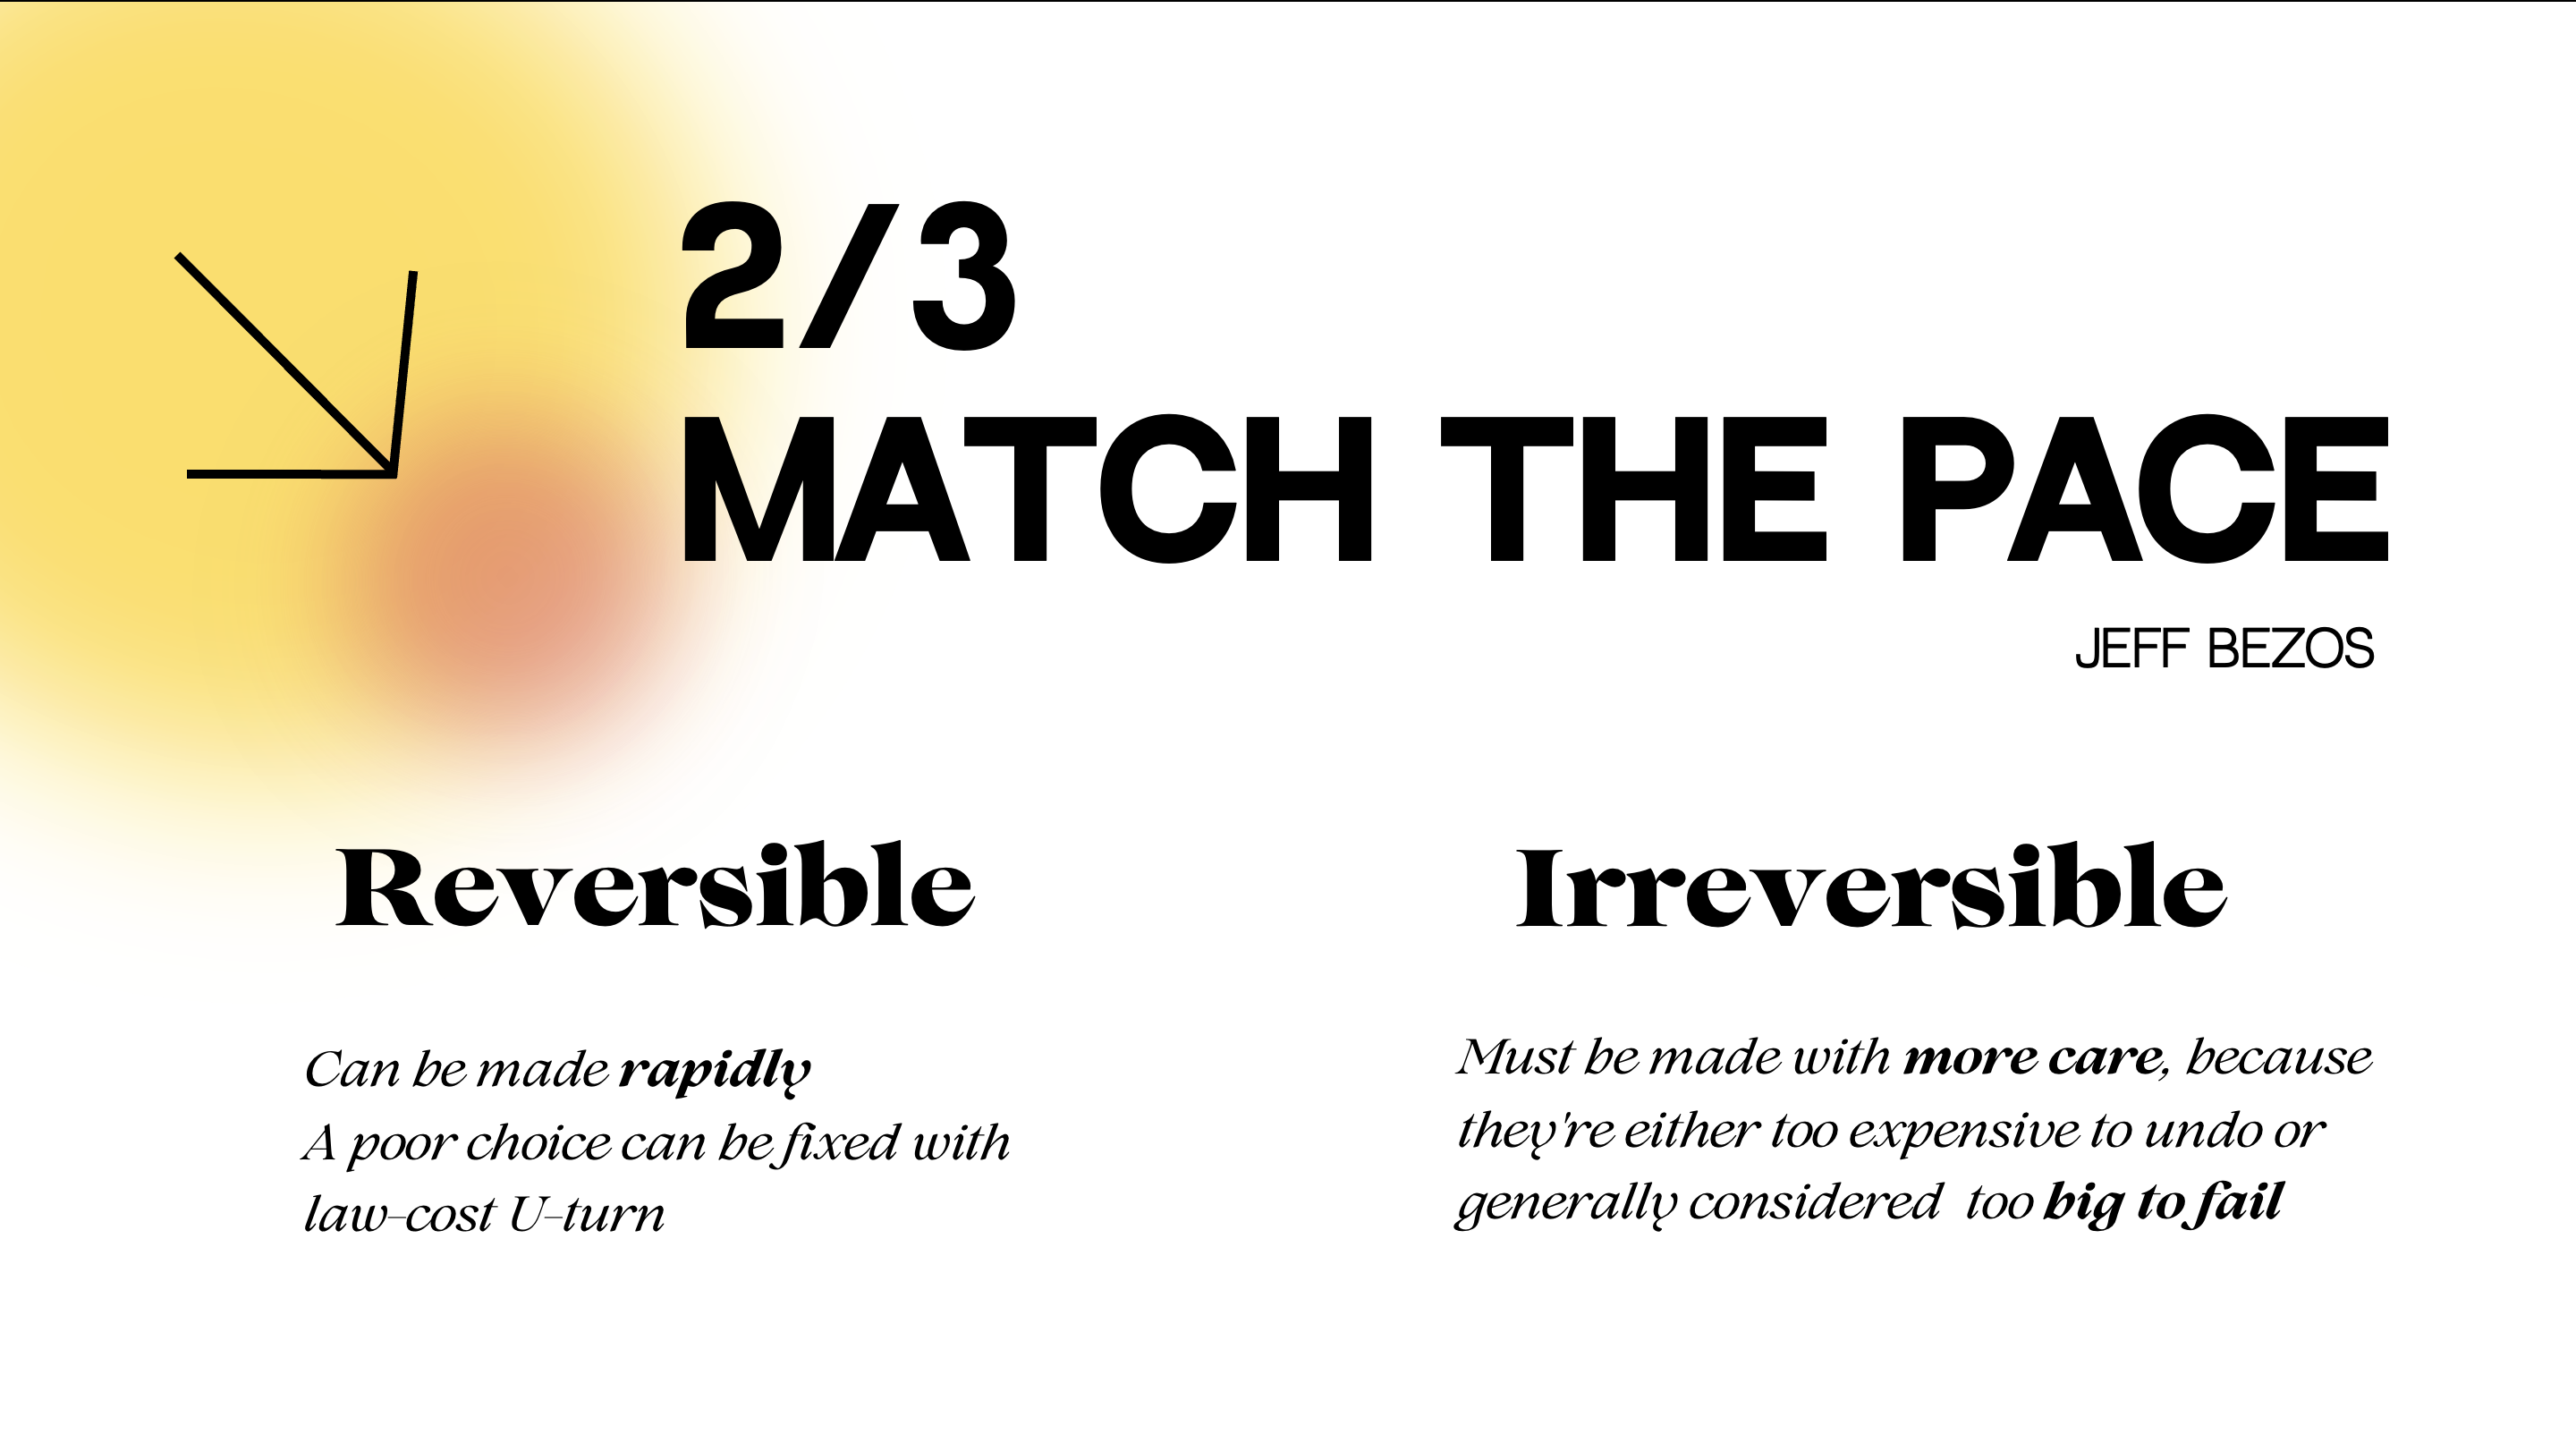 2/3
MATCH THE PACE
JEFF BEZOS
Reversible
Can be made rapidly
A poor choice can be fixed with
law-cost U-turn
Irreversible
Must be made with more care, because
they're either too expensive to undo or
generally considered  too big to fail